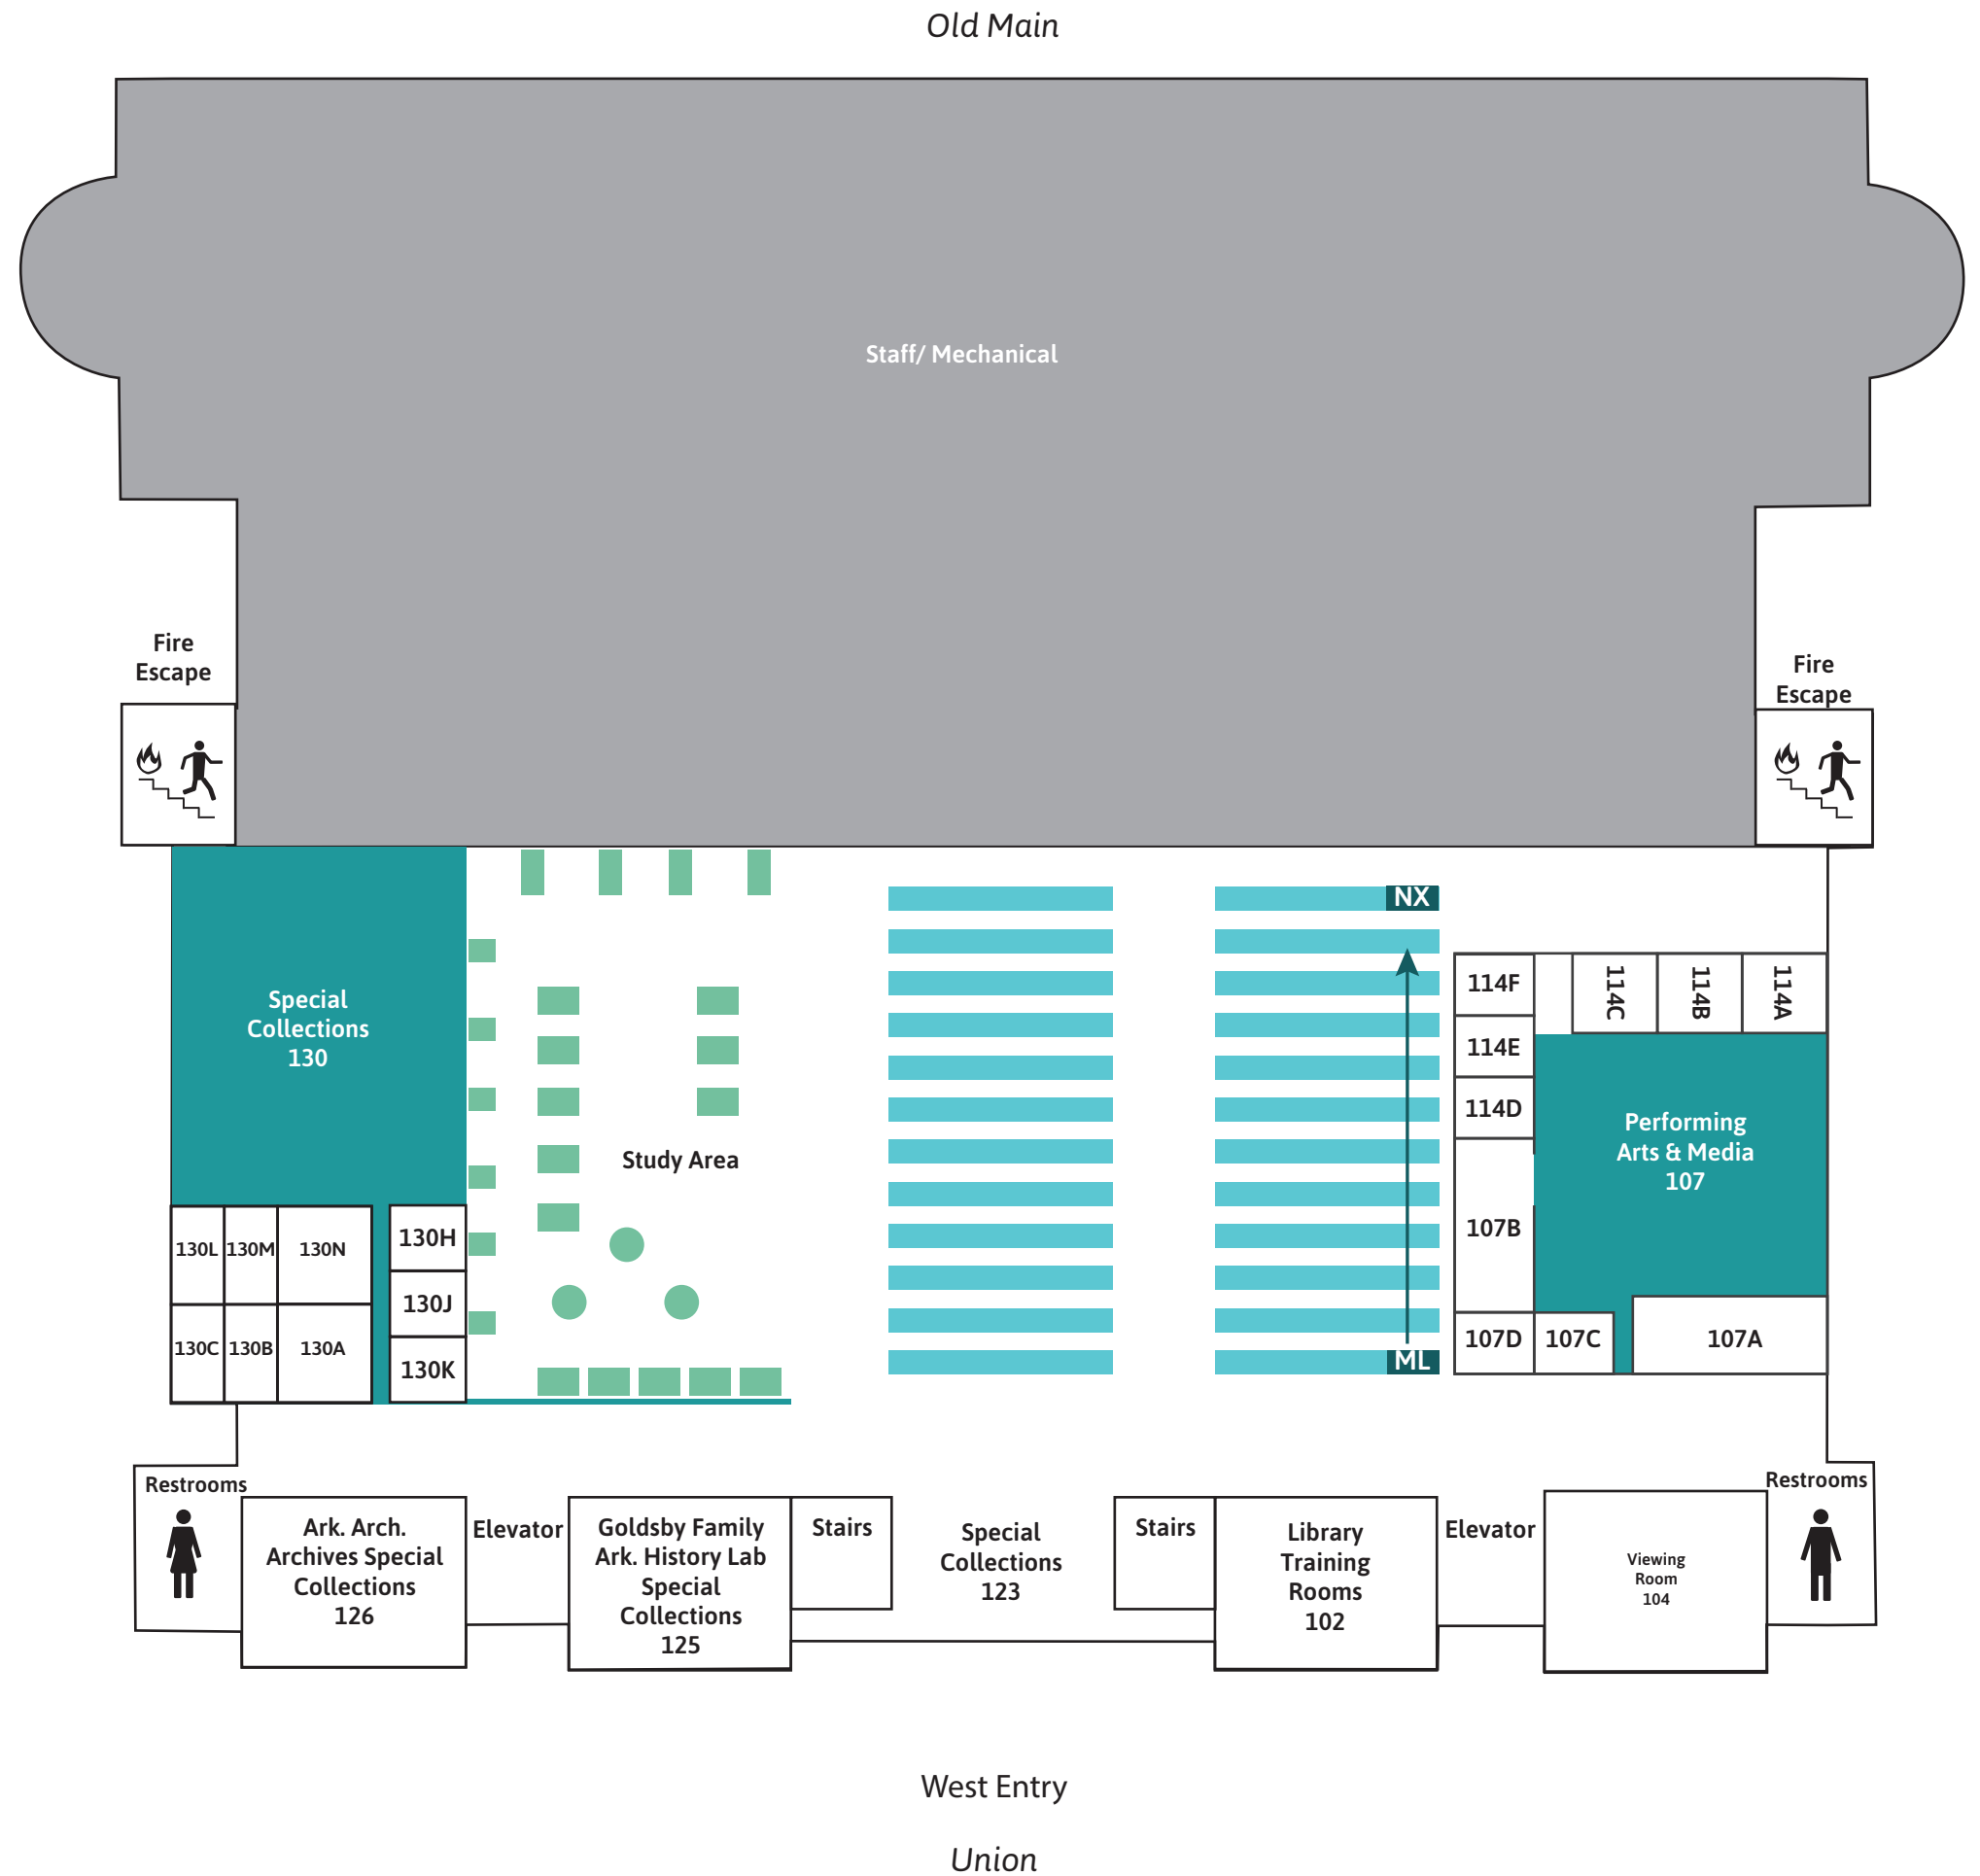 Old Main
Staff/ Mechanical
Fire
Escape
Fire
Escape
NX
Special
Collections
130
114F
114C
114B
114A
114E
114D
Performing
Arts & Media
107
Study Area
107B
130L
130M
130N
130H
130J
130C
130B
130A
130K
ML
107D
107C
107A
Restrooms
Ark. Arch.
Archives Special
Collections
126
Elevator
Goldsby Family
Ark. History Lab
Special
Collections
125
Stairs
Special
Collections
123
Stairs
Library
Training
Rooms
102
Elevator
Viewing
Room
104
Restrooms
West Entry
Union